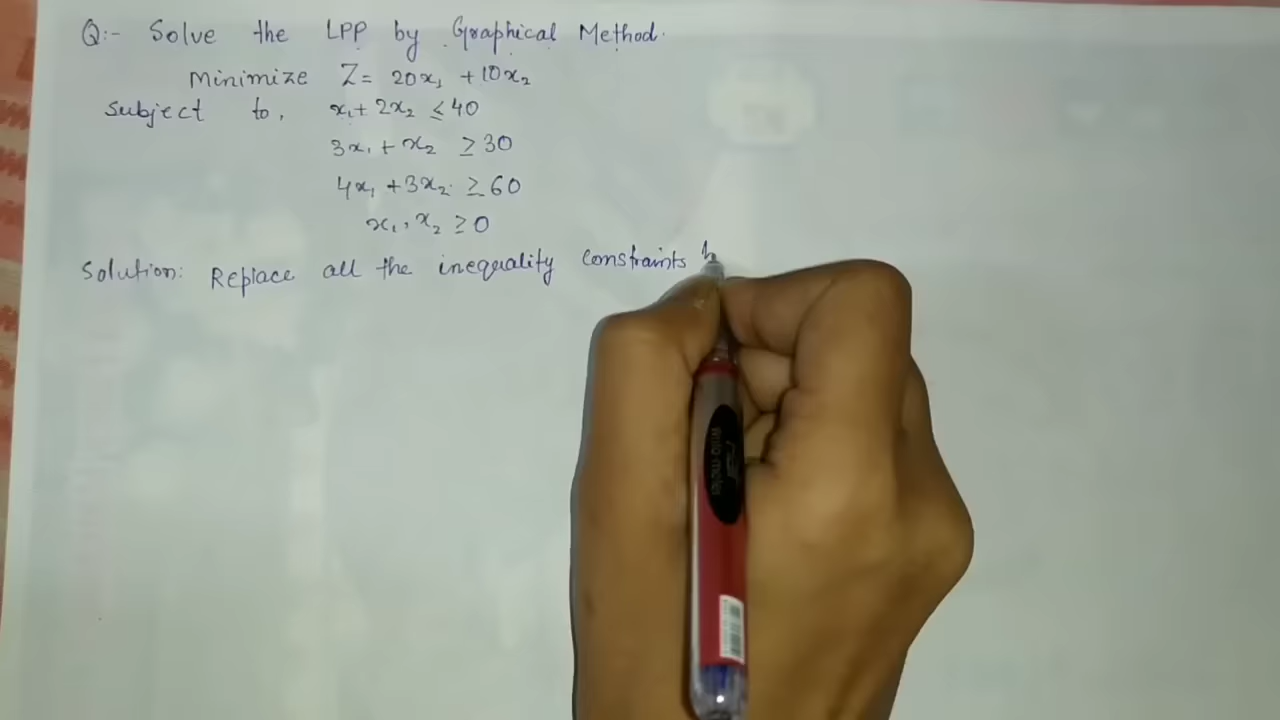 Q:- Solve the LPP by Graphical Method.
Minimize Z = 20x₁ + 10x₂
Subject to, x₁ + 2x₂ ≤ 40
3x₁ + x₂ ≥ 30
4x₁ + 3x₂ ≥ 60
x₁, x₂ ≥ 0
Solution: Replace all the inequality constraints b